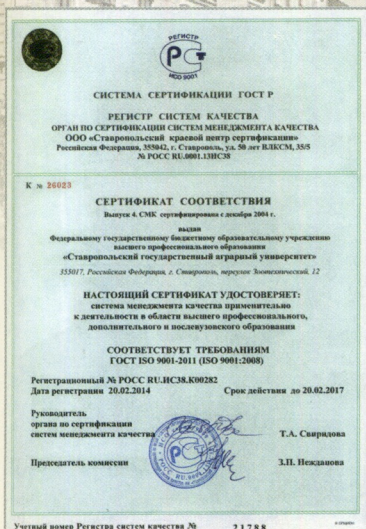 РЕГИСТР
РСТ
ИСО 9001
СИСТЕМА СЕРТИФИКАЦИИ ГОСТ Р
РЕГИСТР СИСТЕМ КАЧЕСТВА
ОРГАН ПО СЕРТИФИКАЦИИ СИСТЕМ МЕНЕДЖМЕНТА КАЧЕСТВА
ООО «Ставропольский краевой центр сертификации»
Российская Федерация, 355042, г. Ставрополь, ул. 50 лет ВЛКСМ, 35/5
№ РОСС RU.0001.13ИС38
К № 26023
СЕРТИФИКАТ СООТВЕТСТВИЯ
Выпуск 4. СМК сертифицирована с декабря 2004 г.
выдан
Федеральному государственному бюджетному образовательному учреждению
высшего профессионального образования
«Ставропольский государственный аграрный университет»
355017, Российская Федерация, г. Ставрополь, переулок Зоотехнический, 12
НАСТОЯЩИЙ СЕРТИФИКАТ УДОСТОВЕРЯЕТ:
система менеджмента качества применительно
к деятельности в области высшего профессионального,
дополнительного и послевузовского образования
СООТВЕТСТВУЕТ ТРЕБОВАНИЯМ
ГОСТ ISO 9001-2011 (ISO 9001:2008)
Регистрационный № РОСС RU.ИС38.К00282
Дата регистрации 20.02.2014 Срок действия до 20.02.2017
Руководитель
органа по сертификации
систем менеджмента качества Т.А. Свиридова
Председатель комиссии З.П. Нежданова
Учетный номер Регистра систем качества № 21788